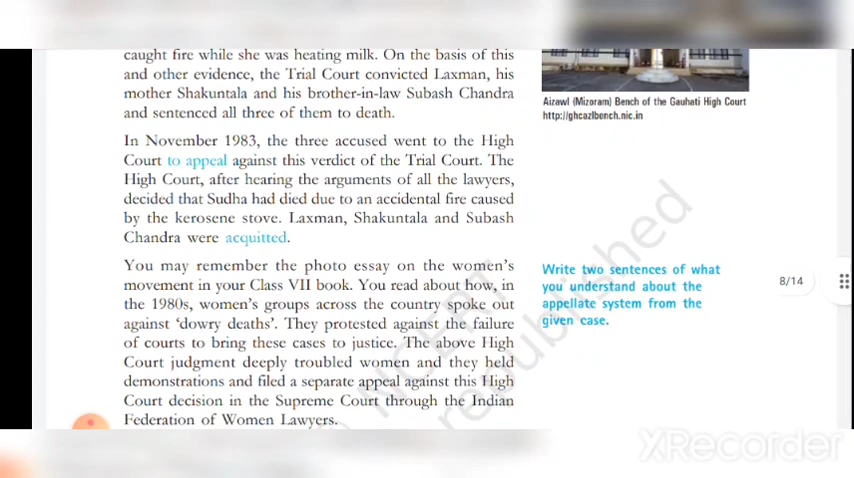 caught fire while she was heating milk. On the basis of this
and other evidence, the Trial Court convicted Laxman, his
mother Shakuntala and his brother-in-law Subash Chandra
and sentenced all three of them to death.
In November 1983, the three accused went to the High
Court to appeal against this verdict of the Trial Court. The
High Court, after hearing the arguments of all the lawyers,
decided that Sudha had died due to an accidental fire caused
by the kerosene stove. Laxman, Shakuntala and Subash
Chandra were acquitted.
You may remember the photo essay on the women's
movement in your Class VII book. You read about how, in
the 1980s, women's groups across the country spoke out
against 'dowry deaths'. They protested against the failure
of courts to bring these cases to justice. The above High
Court judgment deeply troubled women and they held
demonstrations and filed a separate appeal against this High
Court decision in the Supreme Court through the Indian
Federation of Women Lawyers.
Aizawl (Mizoram) Bench of the Gauhati High Court
http://ghcazlbench.nic.in
Write two sentences of what
you understand about the
appellate system from the
given case.
8/14
NCERT
republished
XRecorder